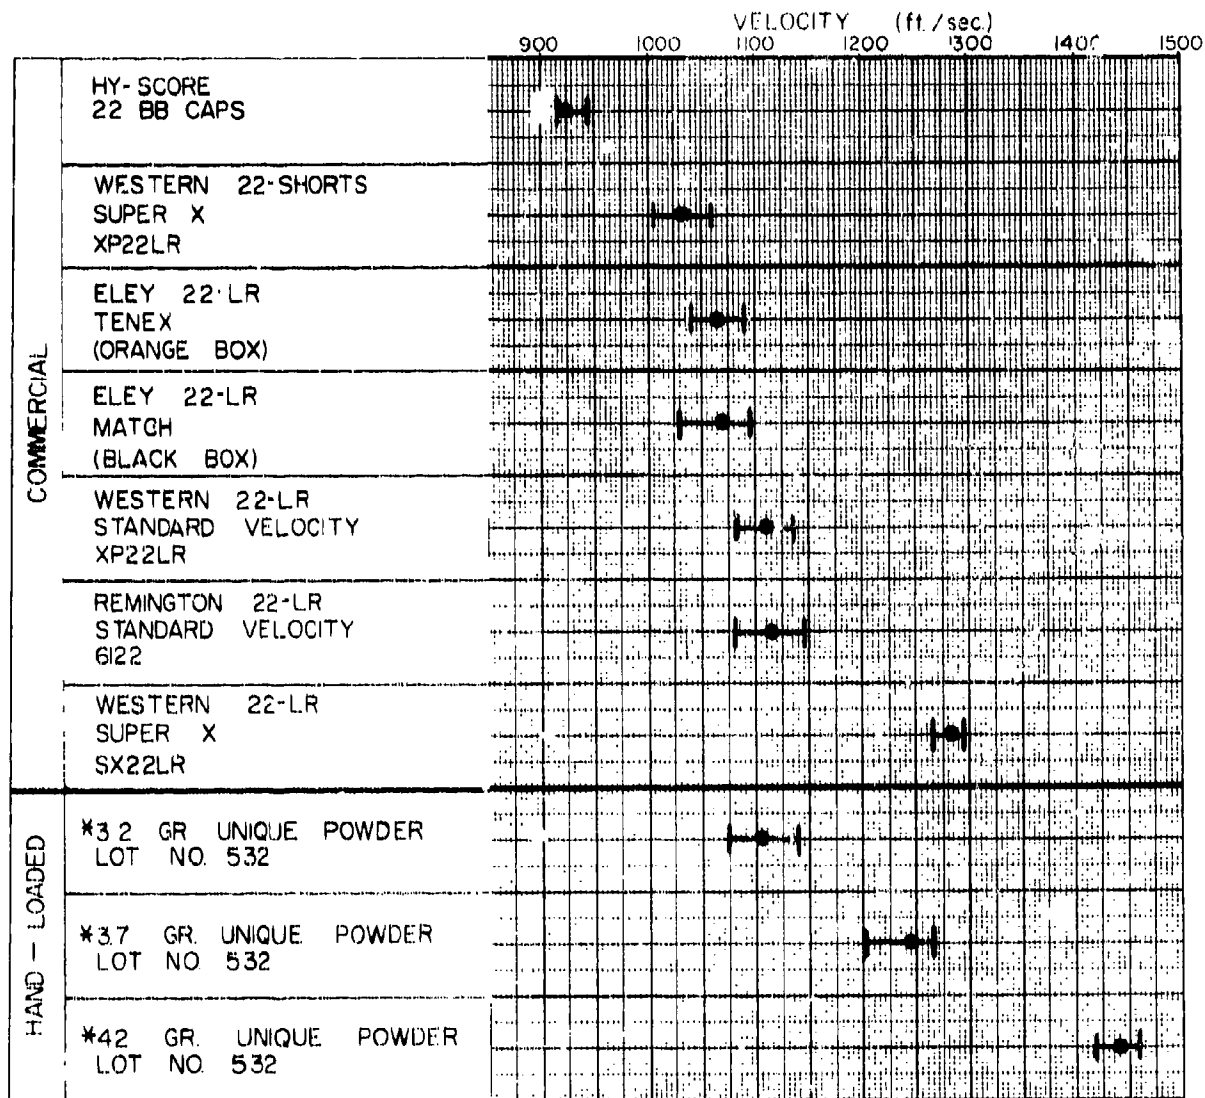 VELOCITY (ft./sec.)
900 1000 1100 1200 1300 1400 1500
COMMERCIAL
HY-SCORE
22 BB CAPS
WESTERN 22-SHORTS
SUPER X
XP22LR
ELEY 22-LR
TENEX
(ORANGE BOX)
ELEY 22-LR
MATCH
(BLACK BOX)
WESTERN 22-LR
STANDARD VELOCITY
XP22LR
REMINGTON 22-LR
STANDARD VELOCITY
6122
WESTERN 22-LR
SUPER X
SX22LR
HAND - LOADED
*3.2 GR. UNIQUE POWDER
LOT NO. 532
*3.7 GR. UNIQUE POWDER
LOT NO. 532
*4.2 GR. UNIQUE POWDER
LOT NO. 532